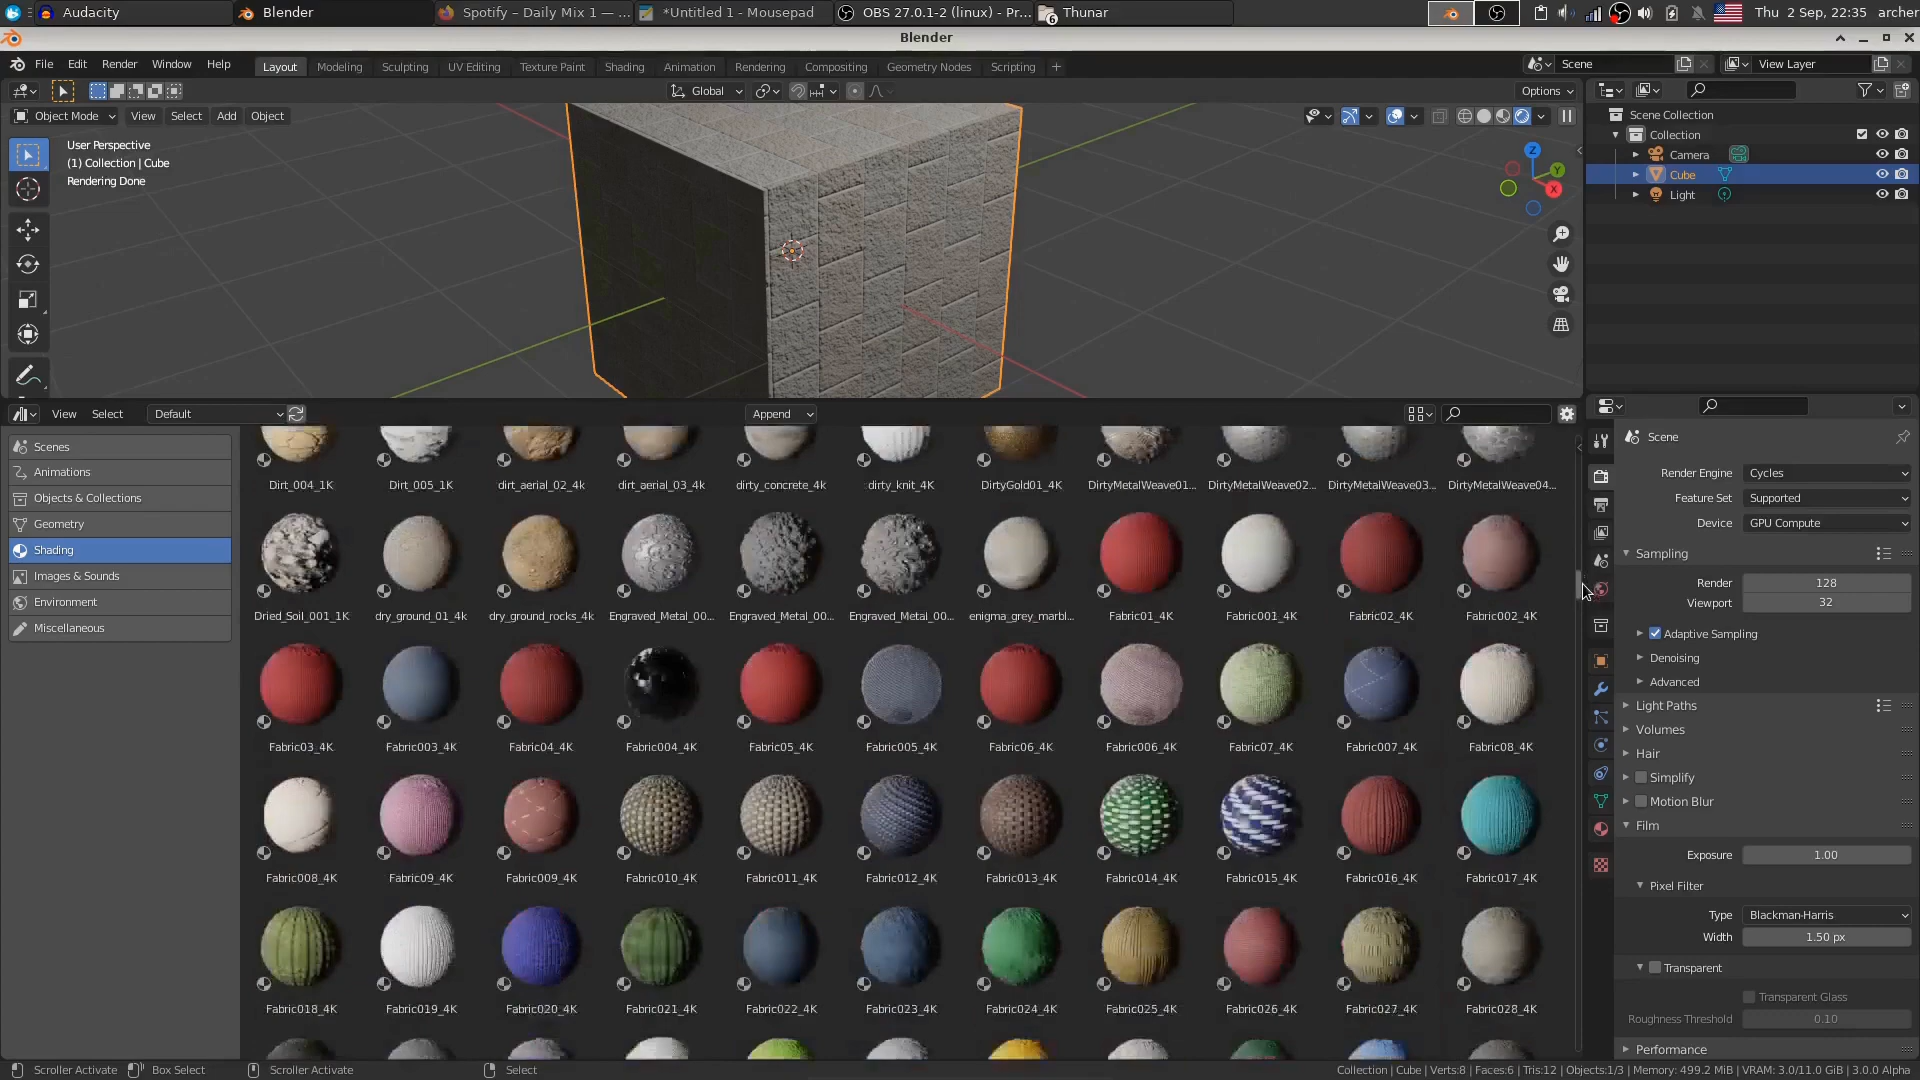 Audacity
Blender
Spotify – Daily Mix 1 — ...
*Untitled 1 - Mousepad
OBS 27.0.1-2 (linux) - Pr...
6
Thunar
Thu 2 Sep, 22:35
archer
Blender
File Edit Render Window Help
Layout Modeling Sculpting UV Editing Texture Paint Shading Animation Rendering Compositing Geometry Nodes Scripting +
Scene
View Layer
Global
Options
Object Mode View Select Add Object
User Perspective
(1) Collection | Cube
Rendering Done
Z
Y
X
Scene Collection
Collection
Camera
Cube
Light
View Select Default
Append
Scenes
Animations
Objects & Collections
Geometry
Shading
Images & Sounds
Environment
Miscellaneous
Dirt_004_1K Dirt_005_1K dirt_aerial_02_4k dirt_aerial_03_4k dirty_concrete_4k dirty_knit_4K DirtyGold01_4K DirtyMetalWeave01... DirtyMetalWeave02... DirtyMetalWeave03... DirtyMetalWeave04...
Dried_Soil_001_1K dry_ground_01_4k dry_ground_rocks_4k Engraved_Metal_00... Engraved_Metal_00... Engraved_Metal_00... enigma_grey_marbl... Fabric01_4K Fabric001_4K Fabric02_4K Fabric002_4K
Fabric03_4K Fabric003_4K Fabric04_4K Fabric004_4K Fabric05_4K Fabric005_4K Fabric06_4K Fabric006_4K Fabric07_4K Fabric007_4K Fabric08_4K
Fabric008_4K Fabric09_4K Fabric009_4K Fabric010_4K Fabric011_4K Fabric012_4K Fabric013_4K Fabric014_4K Fabric015_4K Fabric016_4K Fabric017_4K
Fabric018_4K Fabric019_4K Fabric020_4K Fabric021_4K Fabric022_4K Fabric023_4K Fabric024_4K Fabric025_4K Fabric026_4K Fabric027_4K Fabric028_4K
Scene
Render Engine Cycles
Feature Set Supported
Device GPU Compute
Sampling
Render 128
Viewport 32
Adaptive Sampling
Denoising
Advanced
Light Paths
Volumes
Hair
Simplify
Motion Blur
Film
Exposure 1.00
Pixel Filter
Type Blackman-Harris
Width 1.50 px
Transparent
Transparent Glass
Roughness Threshold 0.10
Performance
Scroller Activate Box Select Scroller Activate Select
Collection | Cube | Verts:8 | Faces:6 | Tris:12 | Objects:1/3 | Memory: 499.2 MiB | VRAM: 3.0/11.0 GiB | 3.0.0 Alpha